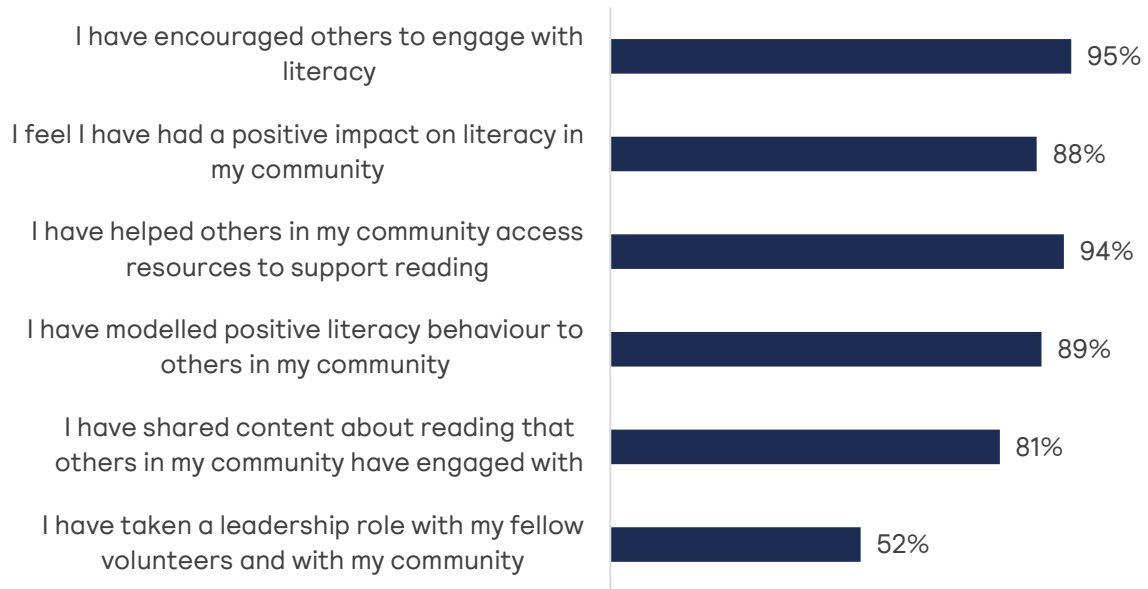 I have encouraged others to engage with
literacy
95%
I feel I have had a positive impact on literacy in
my community
88%
I have helped others in my community access
resources to support reading
94%
I have modelled positive literacy behaviour to
others in my community
89%
I have shared content about reading that
others in my community have engaged with
81%
I have taken a leadership role with my fellow
volunteers and with my community
52%